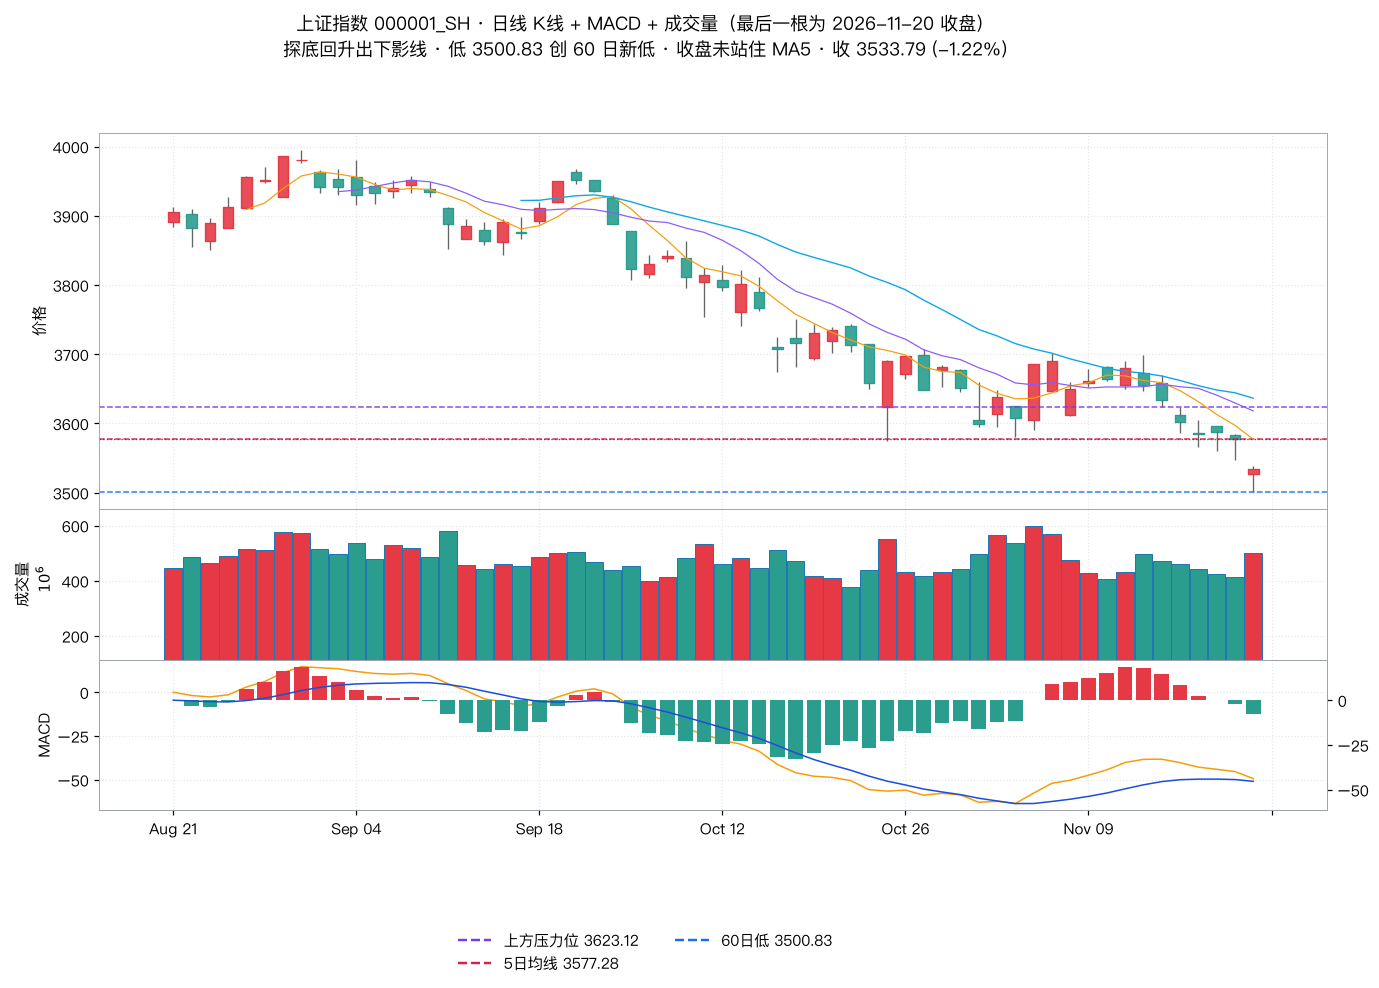 上证指数 000001_SH · 日线 K线 + MACD + 成交量（最后一根为 2026−11−20 收盘）
探底回升出下影线 · 低 3500.83 创 60 日新低 · 收盘未站住 MA5 · 收 3533.79 (−1.22%)
价格
4000
3900
3800
3700
3600
3500
成交量
10⁶
600
400
200
MACD
0
−25
−50
0
−25
−50
Aug 21
Sep 04
Sep 18
Oct 12
Oct 26
Nov 09
上方压力位 3623.12
60日低 3500.83
5日均线 3577.28